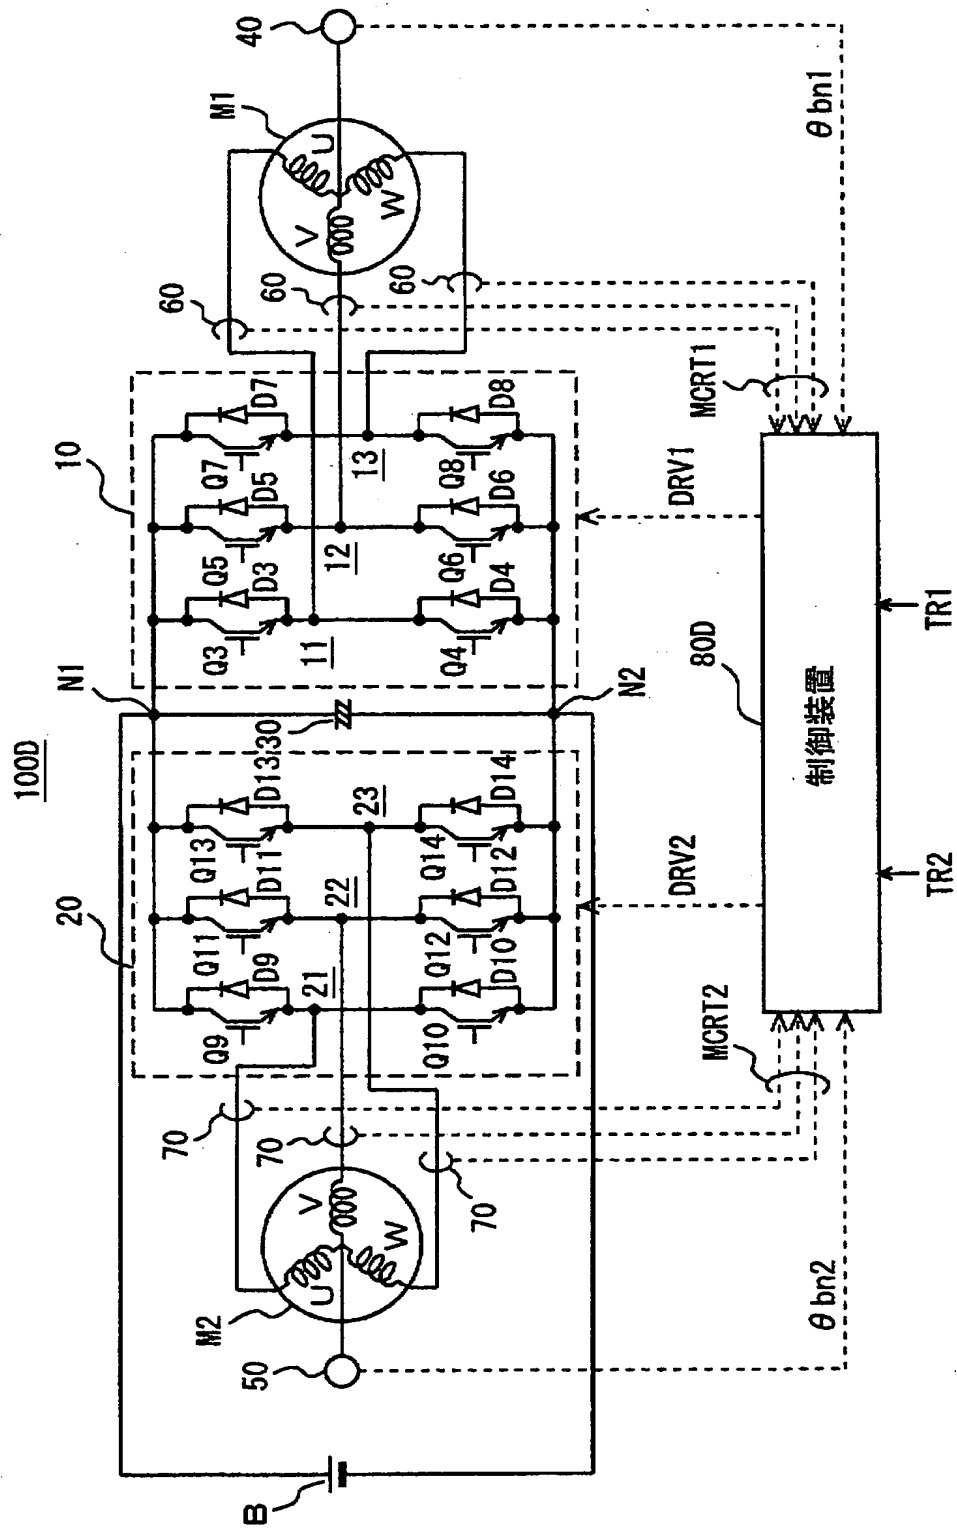 100D
B
M2
50
U
V
W
70
70
70
20
Q9
D9
Q11
D11
Q13
D13
21
22
23
Q10
D10
Q12
D12
Q14
D14
N1
30
N2
10
Q3
D3
Q5
D5
Q7
D7
11
12
13
Q4
D4
Q6
D6
Q8
D8
60
60
60
M1
U
V
W
40
MCRT2
DRV2
DRV1
MCRT1
θbn2
θbn1
80D
制御装置
TR2
TR1